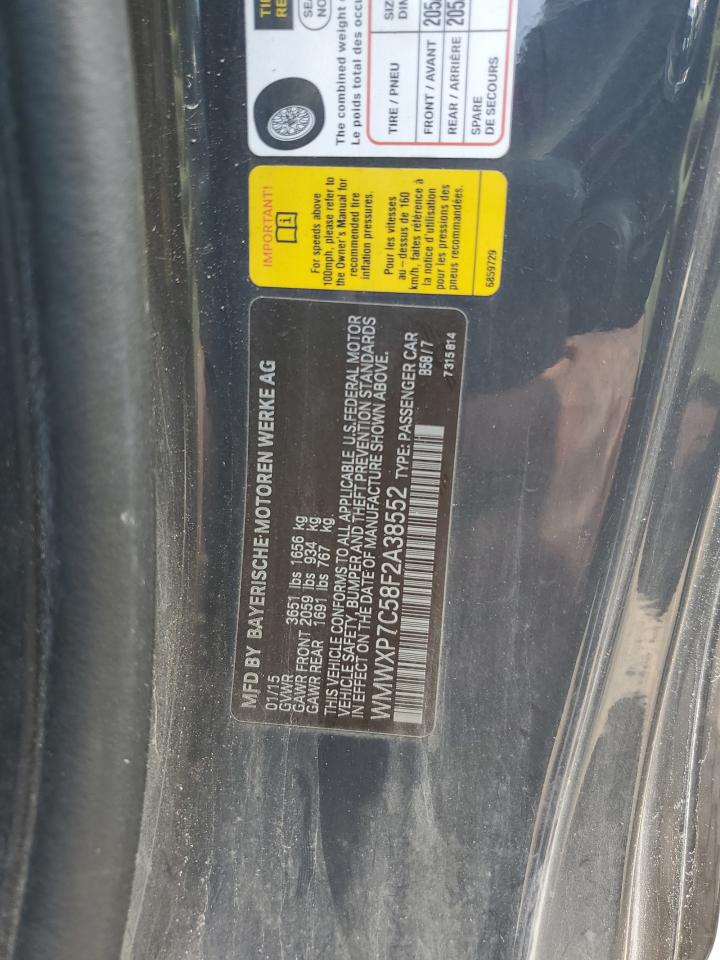 MFD BY BAYERISCHE MOTOREN WERKE AG
01/15
GVWR 3651 lbs 1656 kg
GAWR FRONT 2059 lbs 934 kg
GAWR REAR 1691 lbs 767 kg
THIS VEHICLE CONFORMS TO ALL APPLICABLE U.S.FEDERAL MOTOR
VEHICLE SAFETY, BUMPER AND THEFT PREVENTION STANDARDS
IN EFFECT ON THE DATE OF MANUFACTURE SHOWN ABOVE.
WMWXP7C58F2A38552 TYPE: PASSENGER CAR
B58/7
7 315 814
IMPORTANT!
i
For speeds above
100mph, please refer to
the Owner's Manual for
recommended tire
inflation pressures.
Pour les vitesses
au-dessus de 160
km/h, faites référence à
la notice d'utilisation
pour les pressions des
pneus recommandées.
6859729
The combined weight
Le poids total des
TIRE / PNEU
FRONT / AVANT
REAR / ARRIÈRE
SPARE
DE SECOURS